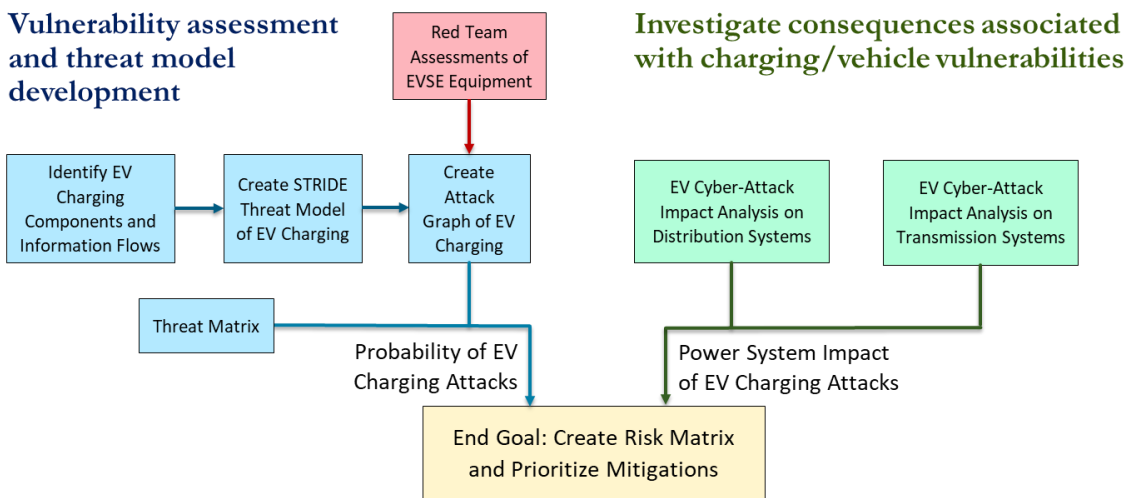 Vulnerability assessment
and threat model
development
Red Team
Assessments of
EVSE Equipment
Investigate consequences associated
with charging/vehicle vulnerabilities
Identify EV
Charging
Components and
Information Flows
Create STRIDE
Threat Model
of EV Charging
Create
Attack
Graph of EV
Charging
EV Cyber-Attack
Impact Analysis on
Distribution Systems
EV Cyber-Attack
Impact Analysis on
Transmission Systems
Threat Matrix
Probability of EV
Charging Attacks
Power System Impact
of EV Charging Attacks
End Goal: Create Risk Matrix
and Prioritize Mitigations